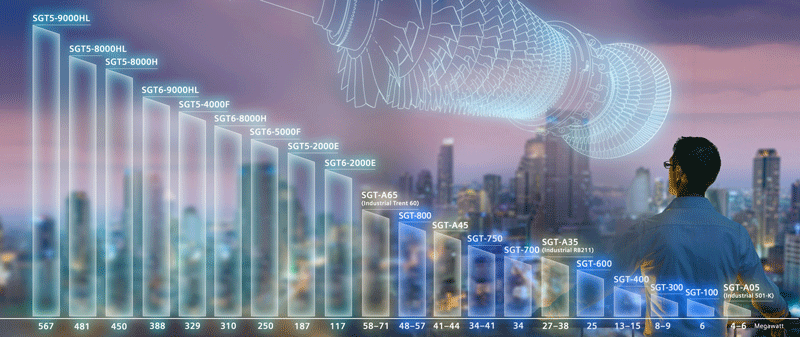 SGT5-9000HL
SGT5-8000HL
SGT5-8000H
SGT6-9000HL
SGT5-4000F
SGT6-8000H
SGT6-5000F
SGT5-2000E
SGT6-2000E
SGT-A65
(Industrial Trent 60)
SGT-800
SGT-A45
SGT-750
SGT-700
SGT-A35
(Industrial RB211)
SGT-600
SGT-400
SGT-300
SGT-100
SGT-A05
(Industrial 501-K)
567 481 450 388 329 310 250 187 117 58–71 48–57 41–44 34–41 34 27–38 25 13–15 8–9 6 4–6 Megawatt